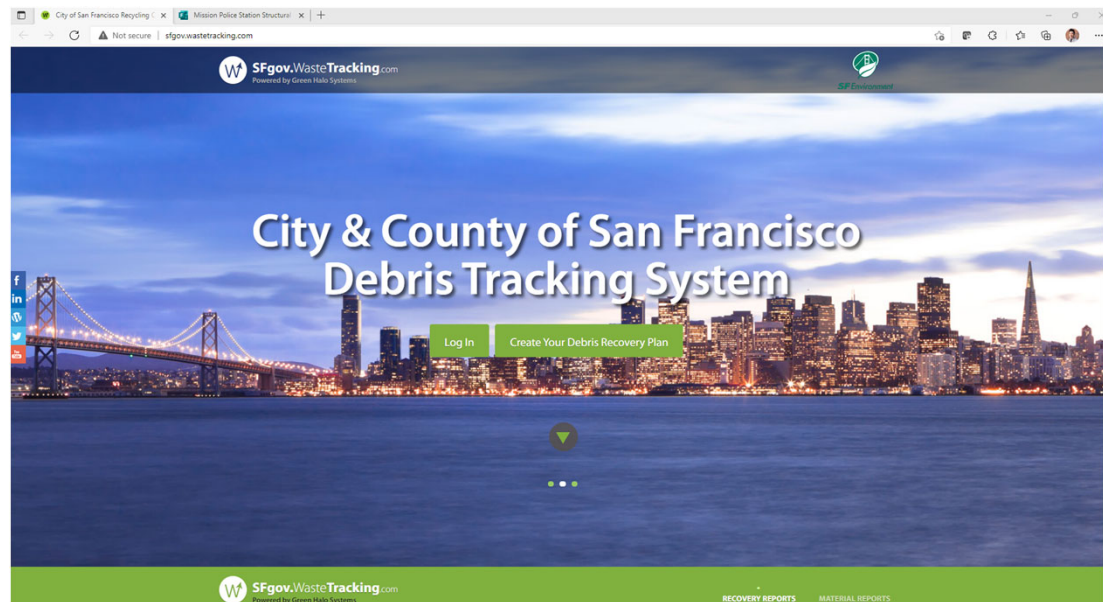 City of San Francisco Recycling C
Mission Police Station Structural
Not secure
sfgov.wastetracking.com
SFgov.WasteTracking.com
Powered by Green Halo Systems
SF Environment
City & County of San Francisco
Debris Tracking System
f
in
You
Log In
Create Your Debris Recovery Plan
SFgov.WasteTracking.com
Powered by Green Halo Systems
RECOVERY REPORTS
MATERIAL REPORTS